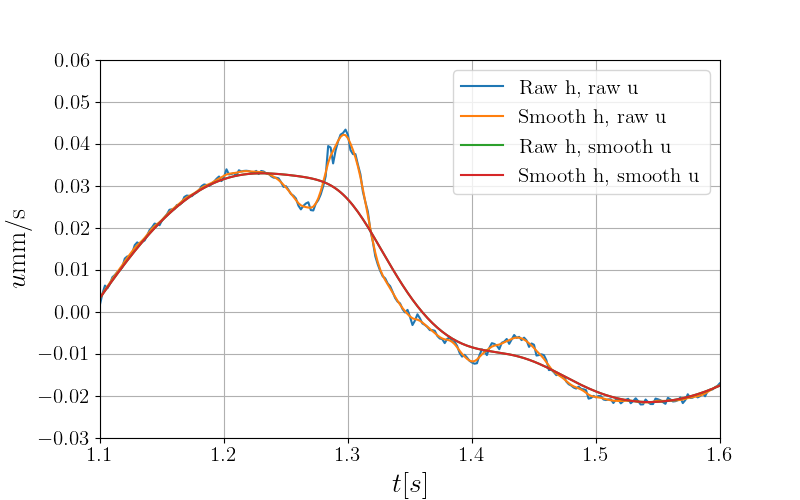 0.06
0.05
0.04
0.03
0.02
0.01
0.00
−0.01
−0.02
−0.03
umm/s
Raw h, raw u
Smooth h, raw u
Raw h, smooth u
Smooth h, smooth u
1.1 1.2 1.3 1.4 1.5 1.6
t[s]